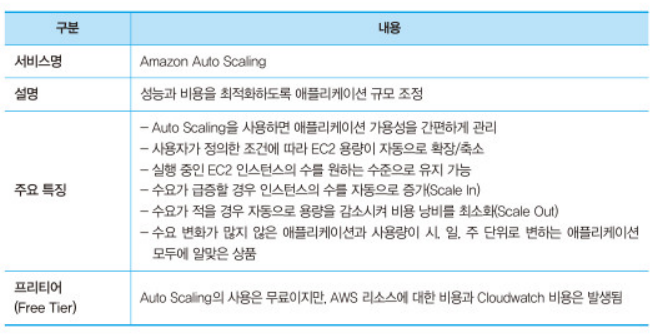 구분 내용
서비스명 Amazon Auto Scaling
설명 성능과 비용을 최적화하도록 애플리케이션 규모 조정
주요 특징
– Auto Scaling을 사용하면 애플리케이션 가용성을 간편하게 관리
– 사용자가 정의한 조건에 따라 EC2 용량이 자동으로 확장/축소
– 실행 중인 EC2 인스턴스의 수를 원하는 수준으로 유지 가능
– 수요가 급증할 경우 인스턴스의 수를 자동으로 증가(Scale In)
– 수요가 적을 경우 자동으로 용량을 감소시켜 비용 낭비를 최소화(Scale Out)
– 수요 변화가 많지 않은 애플리케이션과 사용량이 시, 일, 주 단위로 변하는 애플리케이션
모두에 알맞은 상품
프리티어
(Free Tier)
Auto Scaling의 사용은 무료이지만, AWS 리소스에 대한 비용과 Cloudwatch 비용은 발생됨